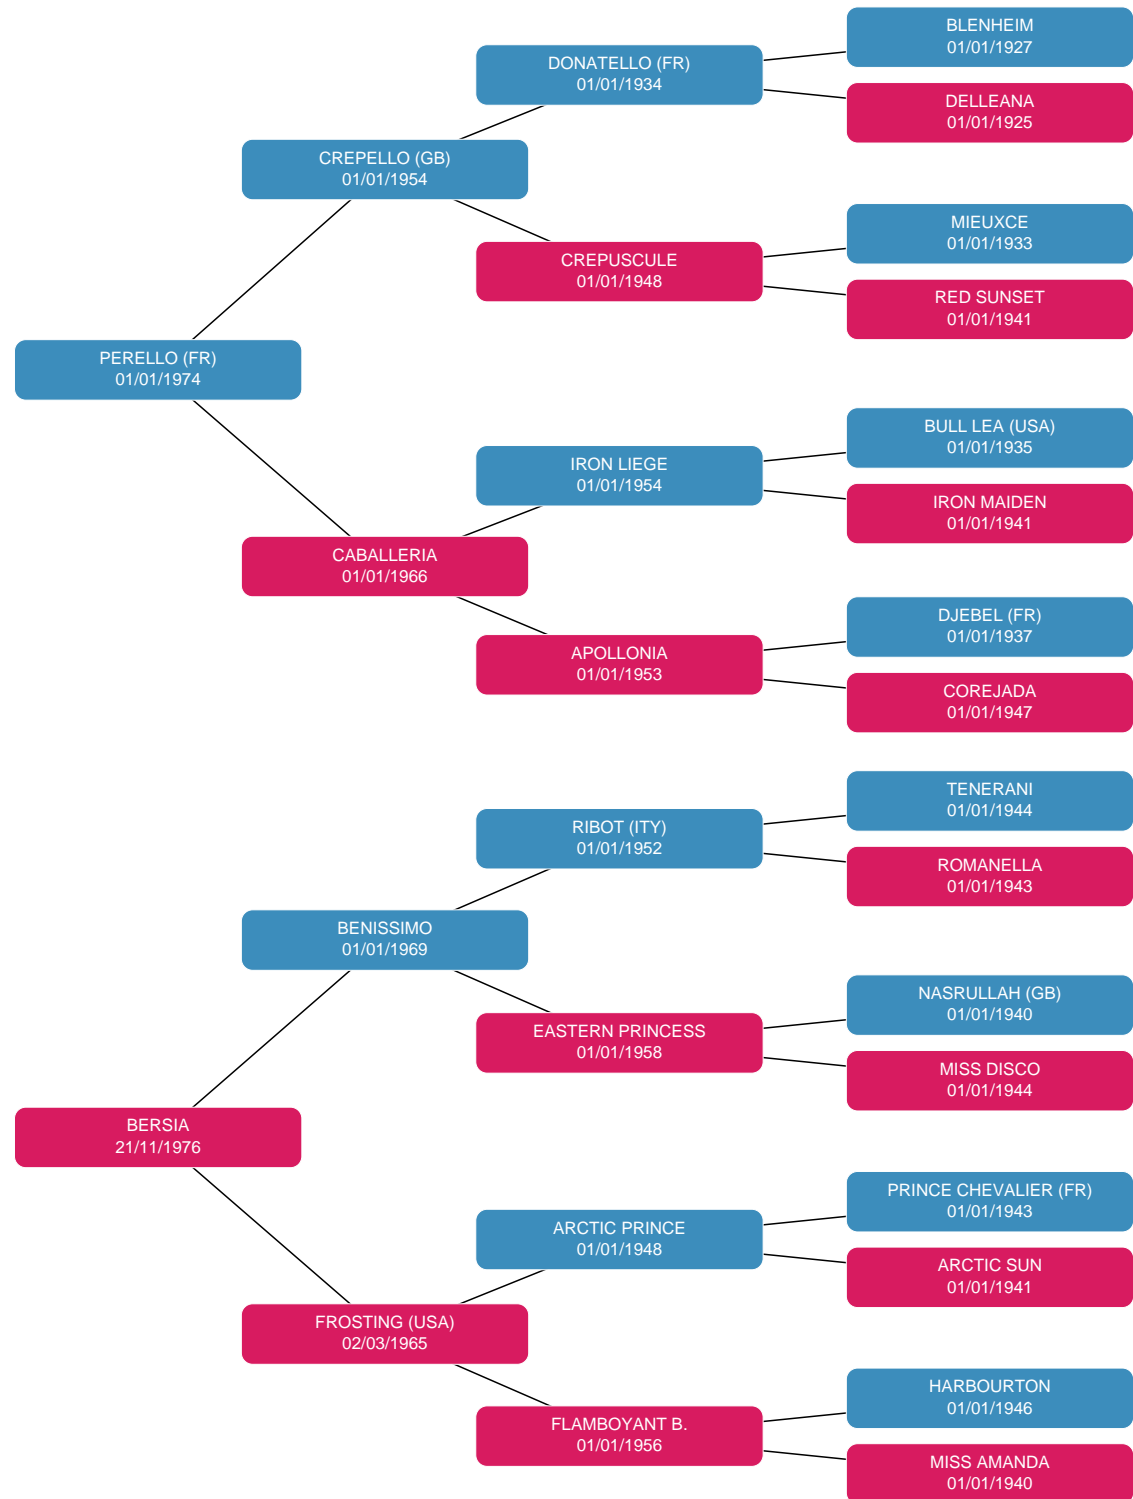 BLENHEIM
01/01/1927
DONATELLO (FR)
01/01/1934
DELLEANA
01/01/1925
CREPELLO (GB)
01/01/1954
MIEUXCE
01/01/1933
CREPUSCULE
01/01/1948
RED SUNSET
01/01/1941
PERELLO (FR)
01/01/1974
BULL LEA (USA)
01/01/1935
IRON LIEGE
01/01/1954
IRON MAIDEN
01/01/1941
CABALLERIA
01/01/1966
DJEBEL (FR)
01/01/1937
APOLLONIA
01/01/1953
COREJADA
01/01/1947
TENERANI
01/01/1944
RIBOT (ITY)
01/01/1952
ROMANELLA
01/01/1943
BENISSIMO
01/01/1969
NASRULLAH (GB)
01/01/1940
EASTERN PRINCESS
01/01/1958
MISS DISCO
01/01/1944
BERSIA
21/11/1976
PRINCE CHEVALIER (FR)
01/01/1943
ARCTIC PRINCE
01/01/1948
ARCTIC SUN
01/01/1941
FROSTING (USA)
02/03/1965
HARBOURTON
01/01/1946
FLAMBOYANT B.
01/01/1956
MISS AMANDA
01/01/1940